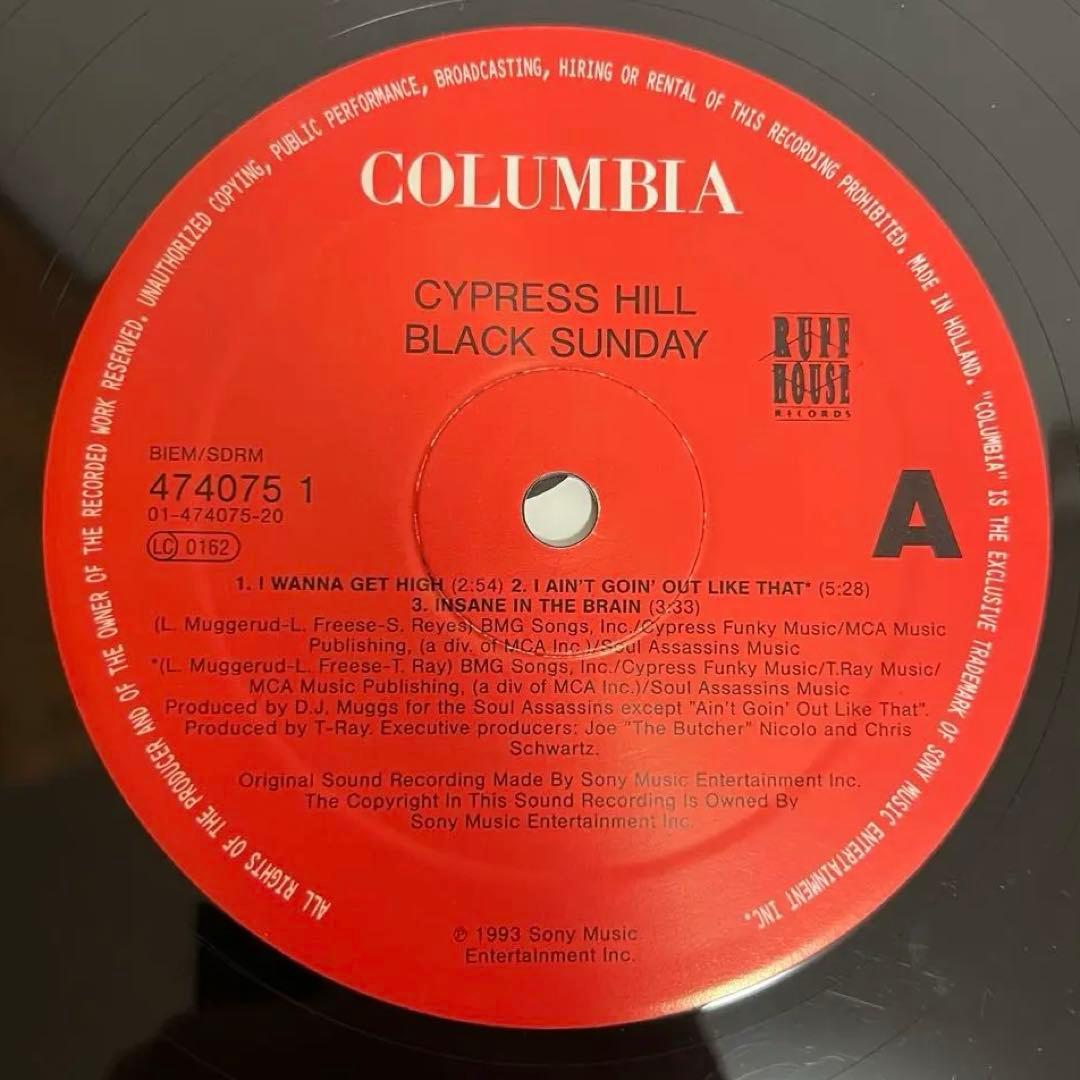 ALL RIGHTS OF THE PRODUCER AND OF THE OWNER OF THE RECORDED WORK RESERVED. UNAUTHORIZED COPYING, PUBLIC PERFORMANCE, BROADCASTING, HIRING OR RENTAL OF THIS RECORDING PROHIBITED. MADE IN HOLLAND. "COLUMBIA" IS THE EXCLUSIVE TRADEMARK OF SONY MUSIC ENTERTAINMENT INC.
COLUMBIA
CYPRESS HILL
BLACK SUNDAY
RUFF
HOUSE
RECORDS
BIEM/SDRM
474075 1
01-474075-20
LC 0162
A
1. I WANNA GET HIGH (2:54) 2. I AIN'T GOIN' OUT LIKE THAT* (5:28)
3. INSANE IN THE BRAIN (3:33)
(L. Muggerud-L. Freese-S. Reyes) BMG Songs, Inc./Cypress Funky Music/MCA Music
Publishing, (a div. of MCA Inc.)/Soul Assassins Music
*(L. Muggerud-L. Freese-T. Ray) BMG Songs, Inc./Cypress Funky Music/T.Ray Music/
MCA Music Publishing, (a div of MCA Inc.)/Soul Assassins Music
Produced by D.J. Muggs for the Soul Assassins except "Ain't Goin' Out Like That".
Produced by T-Ray. Executive producers: Joe "The Butcher" Nicolo and Chris
Schwartz.
Original Sound Recording Made By Sony Music Entertainment Inc.
The Copyright In This Sound Recording Is Owned By
Sony Music Entertainment Inc.
℗ 1993 Sony Music
Entertainment Inc.